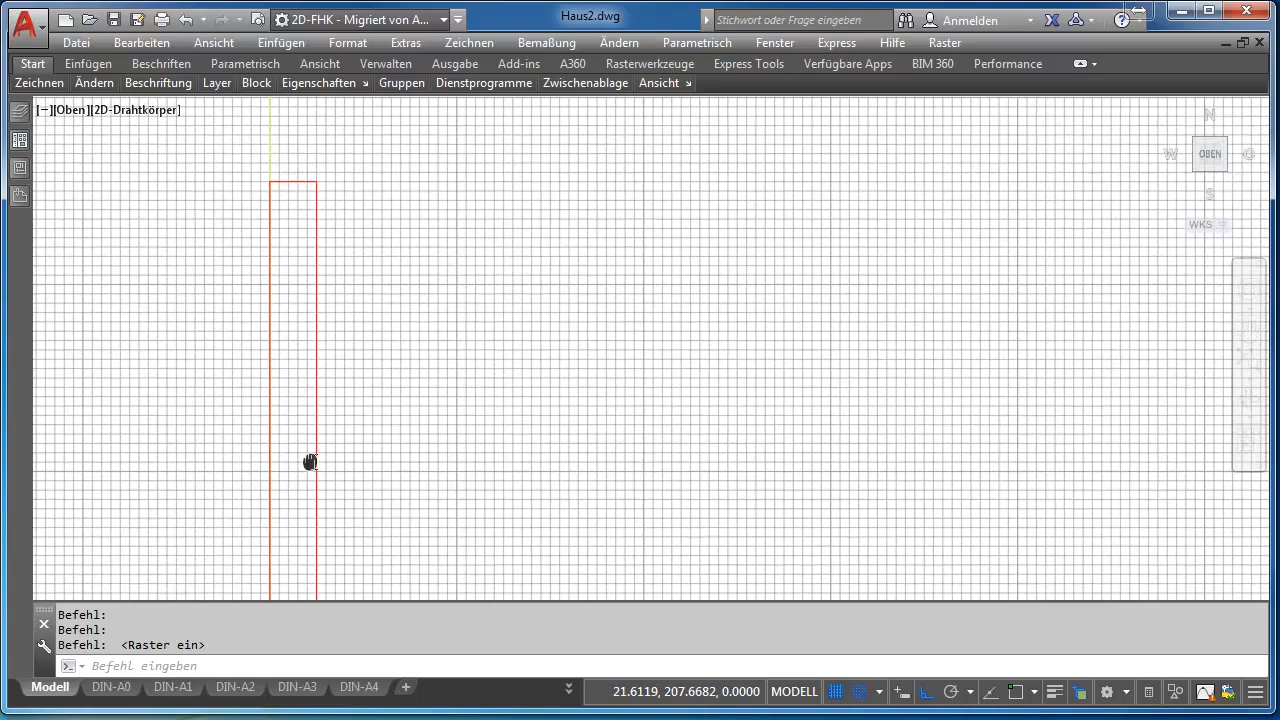 2D-FHK - Migriert von A...
Haus2.dwg
Stichwort oder Frage eingeben
Anmelden
Datei Bearbeiten Ansicht Einfügen Format Extras Zeichnen Bemaßung Ändern Parametrisch Fenster Express Hilfe Raster
Start Einfügen Beschriften Parametrisch Ansicht Verwalten Ausgabe Add-ins A360 Rasterwerkzeuge Express Tools Verfügbare Apps BIM 360 Performance
Zeichnen Ändern Beschriftung Layer Block Eigenschaften Gruppen Dienstprogramme Zwischenablage Ansicht
[−][Oben][2D-Drahtkörper]
N
W OBEN O
S
WKS
Befehl:
Befehl:
Befehl: <Raster ein>
Befehl eingeben
Modell DIN-A0 DIN-A1 DIN-A2 DIN-A3 DIN-A4 +
21.6119, 207.6682, 0.0000 MODELL